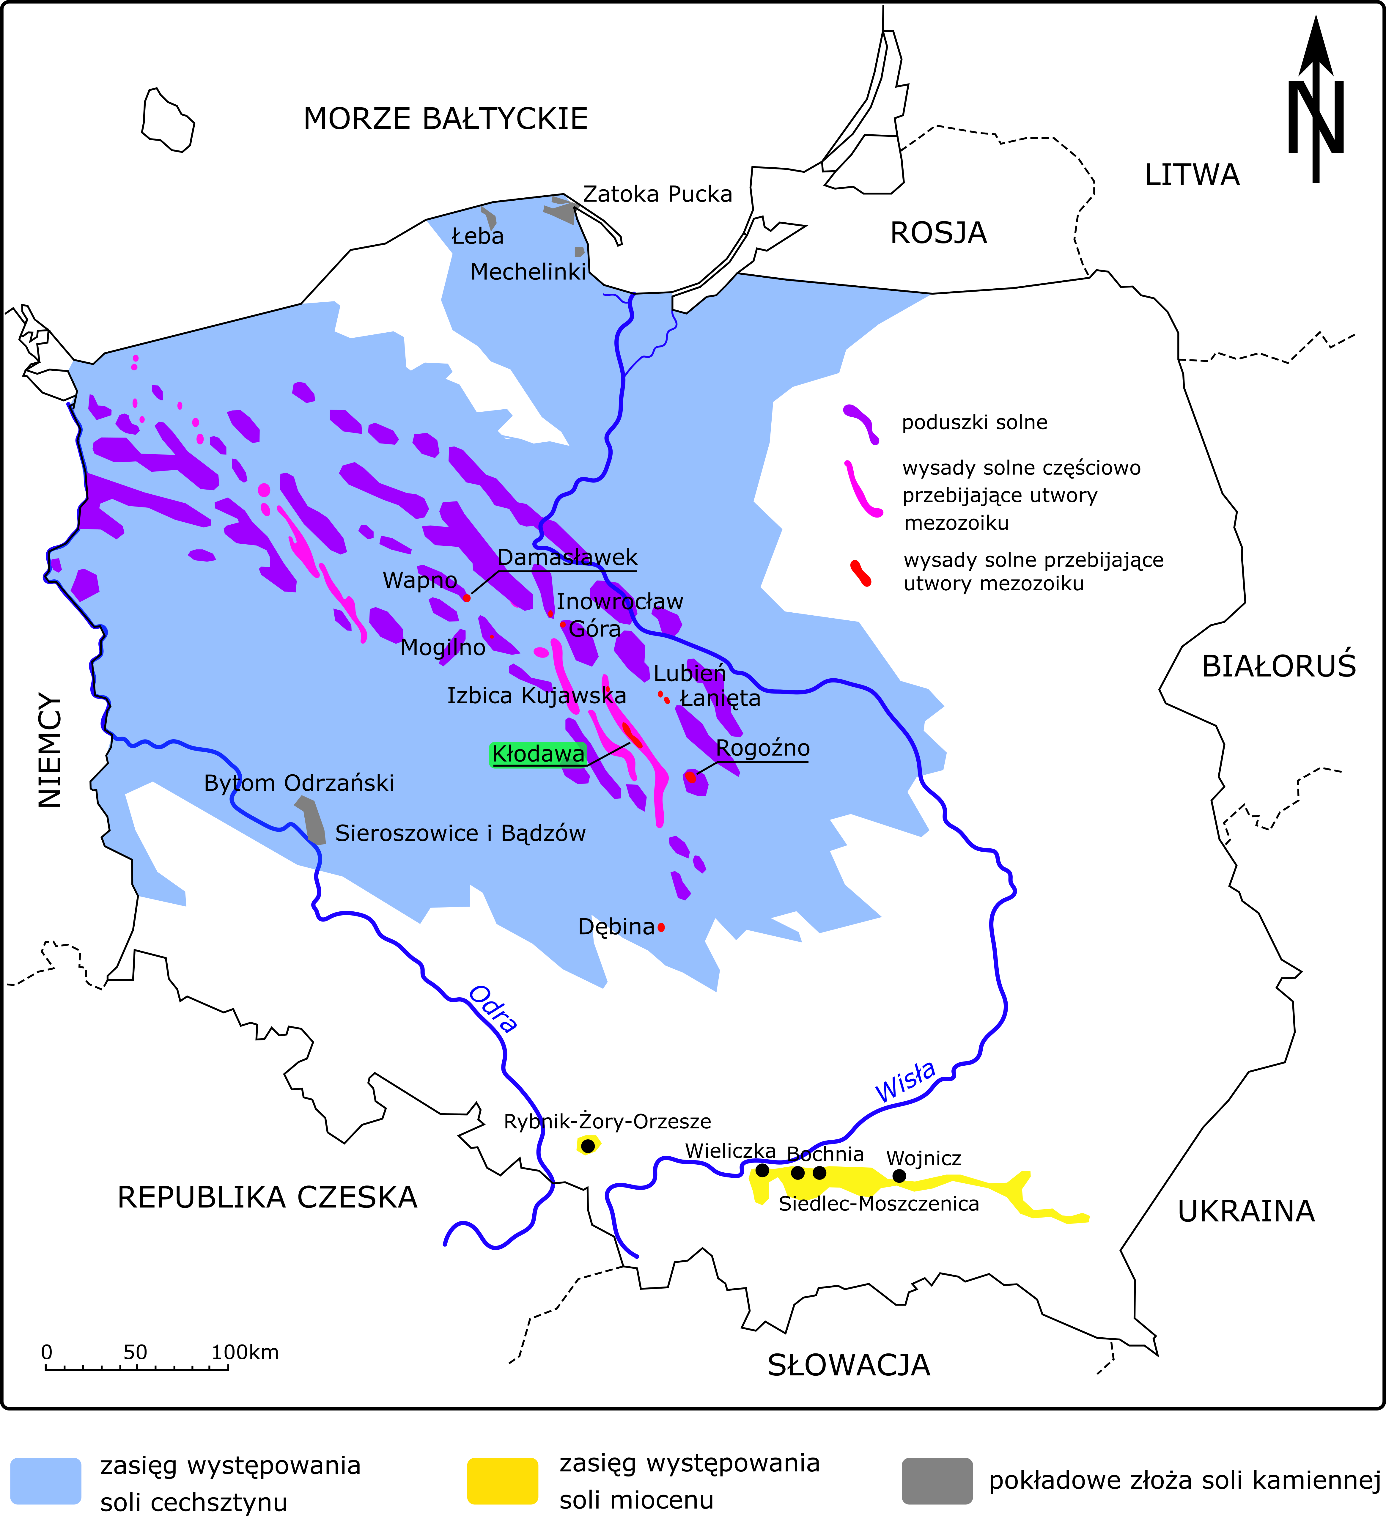 MORZE BAŁTYCKIE
N
LITWA
ROSJA
Zatoka Pucka
Łeba
Mechelinki
poduszki solne
wysady solne częściowo
przebijające utwory
mezozoiku
wysady solne przebijające
utwory mezozoiku
Damasławek
Wapno
Inowrocław
Góra
Mogilno
Lubień
Izbica Kujawska
Łanięta
Kłodawa
Rogoźno
BIAŁORUŚ
NIEMCY
Bytom Odrzański
Sieroszowice i Bądzów
Dębina
Odra
Wisła
Rybnik-Żory-Orzesze
Wieliczka
Bochnia
Wojnicz
Siedlec-Moszczenica
REPUBLIKA CZESKA
UKRAINA
SŁOWACJA
0 50 100km
zasięg występowania
soli cechsztynu
zasięg występowania
soli miocenu
pokładowe złoża soli kamiennej